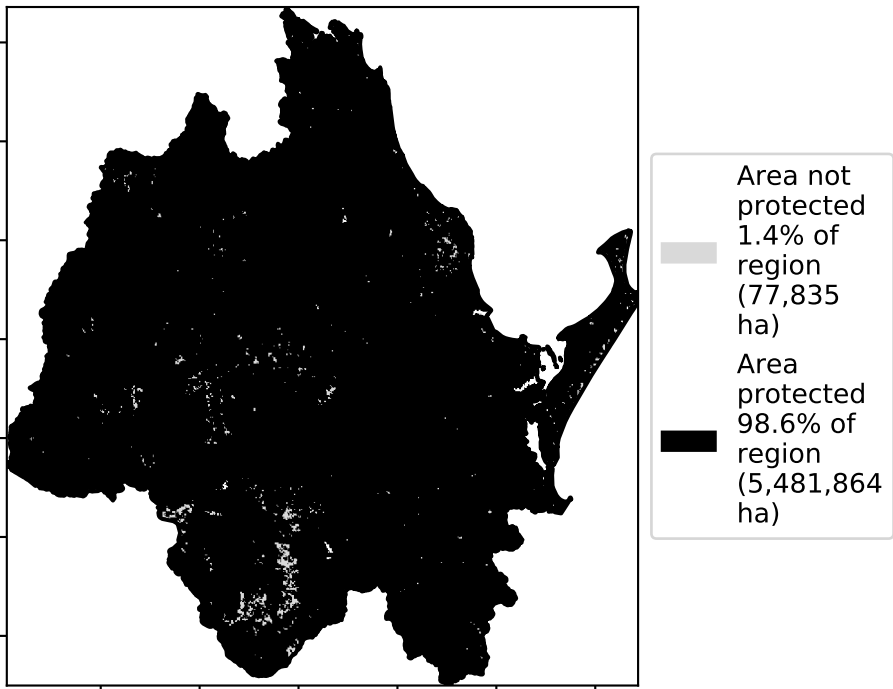 Area not
protected
1.4% of
region
(77,835
ha)
Area
protected
98.6% of
region
(5,481,864
ha)